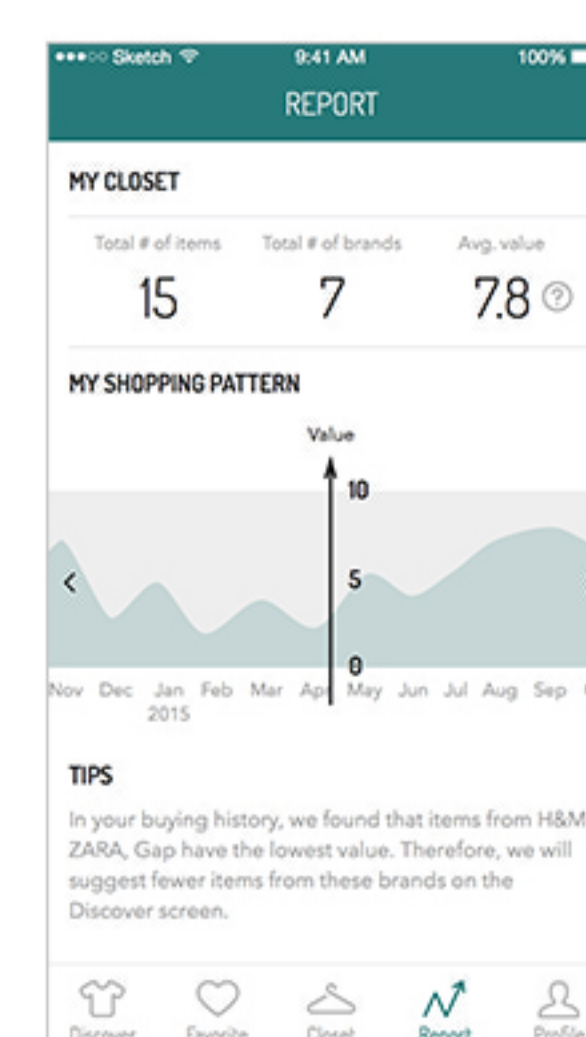 Sketch 9:41 AM 100%
REPORT
MY CLOSET
Total # of items Total # of brands Avg. value
15 7 7.8 ?
MY SHOPPING PATTERN
Value
10
5
0
Nov Dec Jan Feb Mar Apr May Jun Jul Aug Sep
2015
TIPS
In your buying history, we found that items from H&M
ZARA, Gap have the lowest value. Therefore, we will
suggest fewer items from these brands on the
Discover screen.
Discover Favorite Closet Report Profile